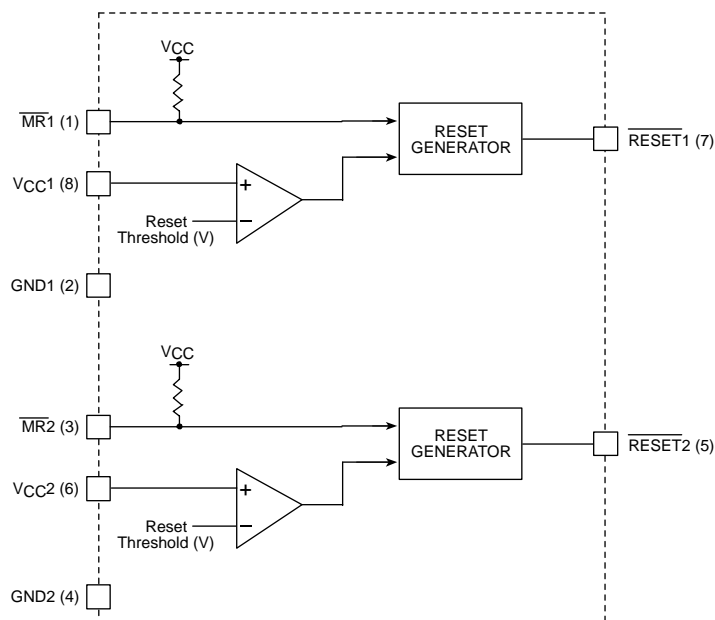 VCC
MR1 (1)
RESET
GENERATOR
RESET1 (7)
VCC1 (8)
+
Reset
Threshold (V)
−
GND1 (2)
VCC
MR2 (3)
RESET
GENERATOR
RESET2 (5)
VCC2 (6)
+
Reset
Threshold (V)
−
GND2 (4)